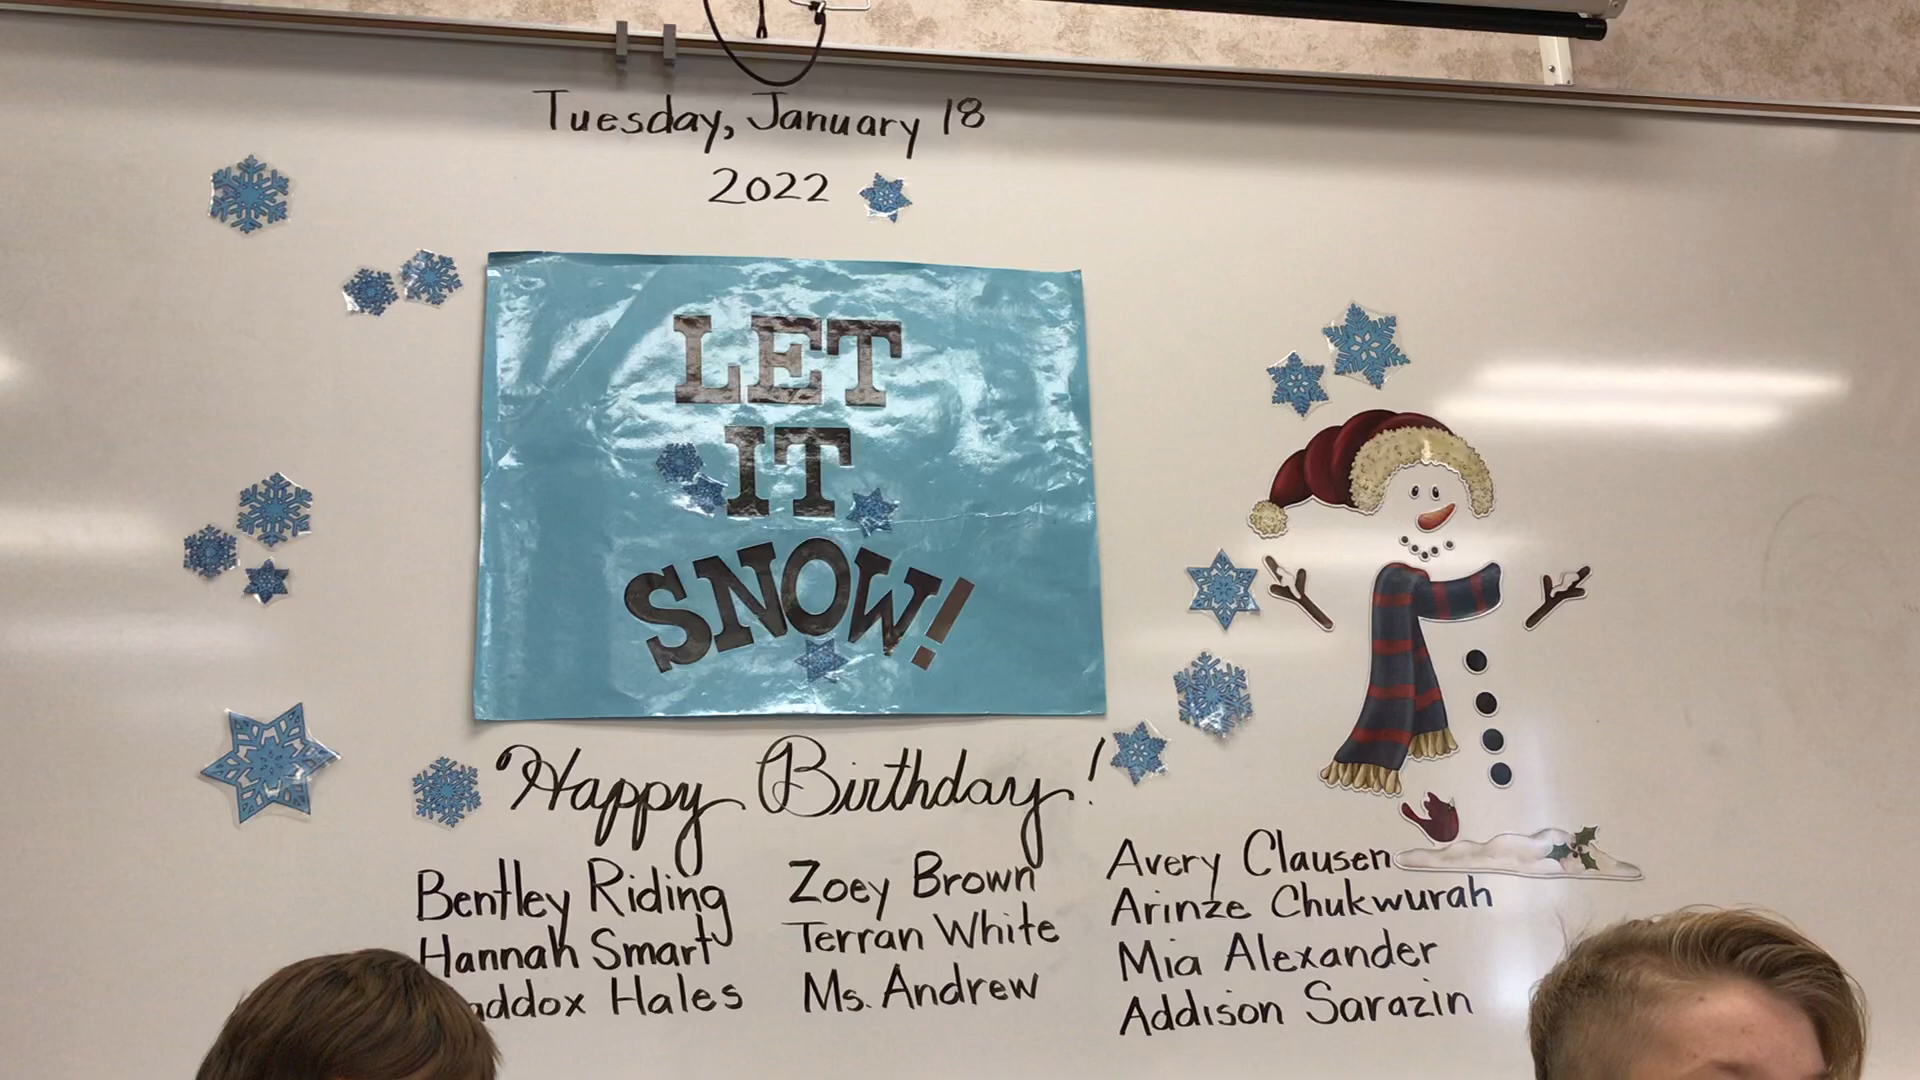 Tuesday, January 18
2022
LET
IT
SNOW!
Happy Birthday!
Bentley Riding
Hannah Smart
Hales
Zoey Brown
Terran White
Ms. Andrew
Avery Clausen
Arinze Chukwurah
Mia Alexander
Addison Sarazin